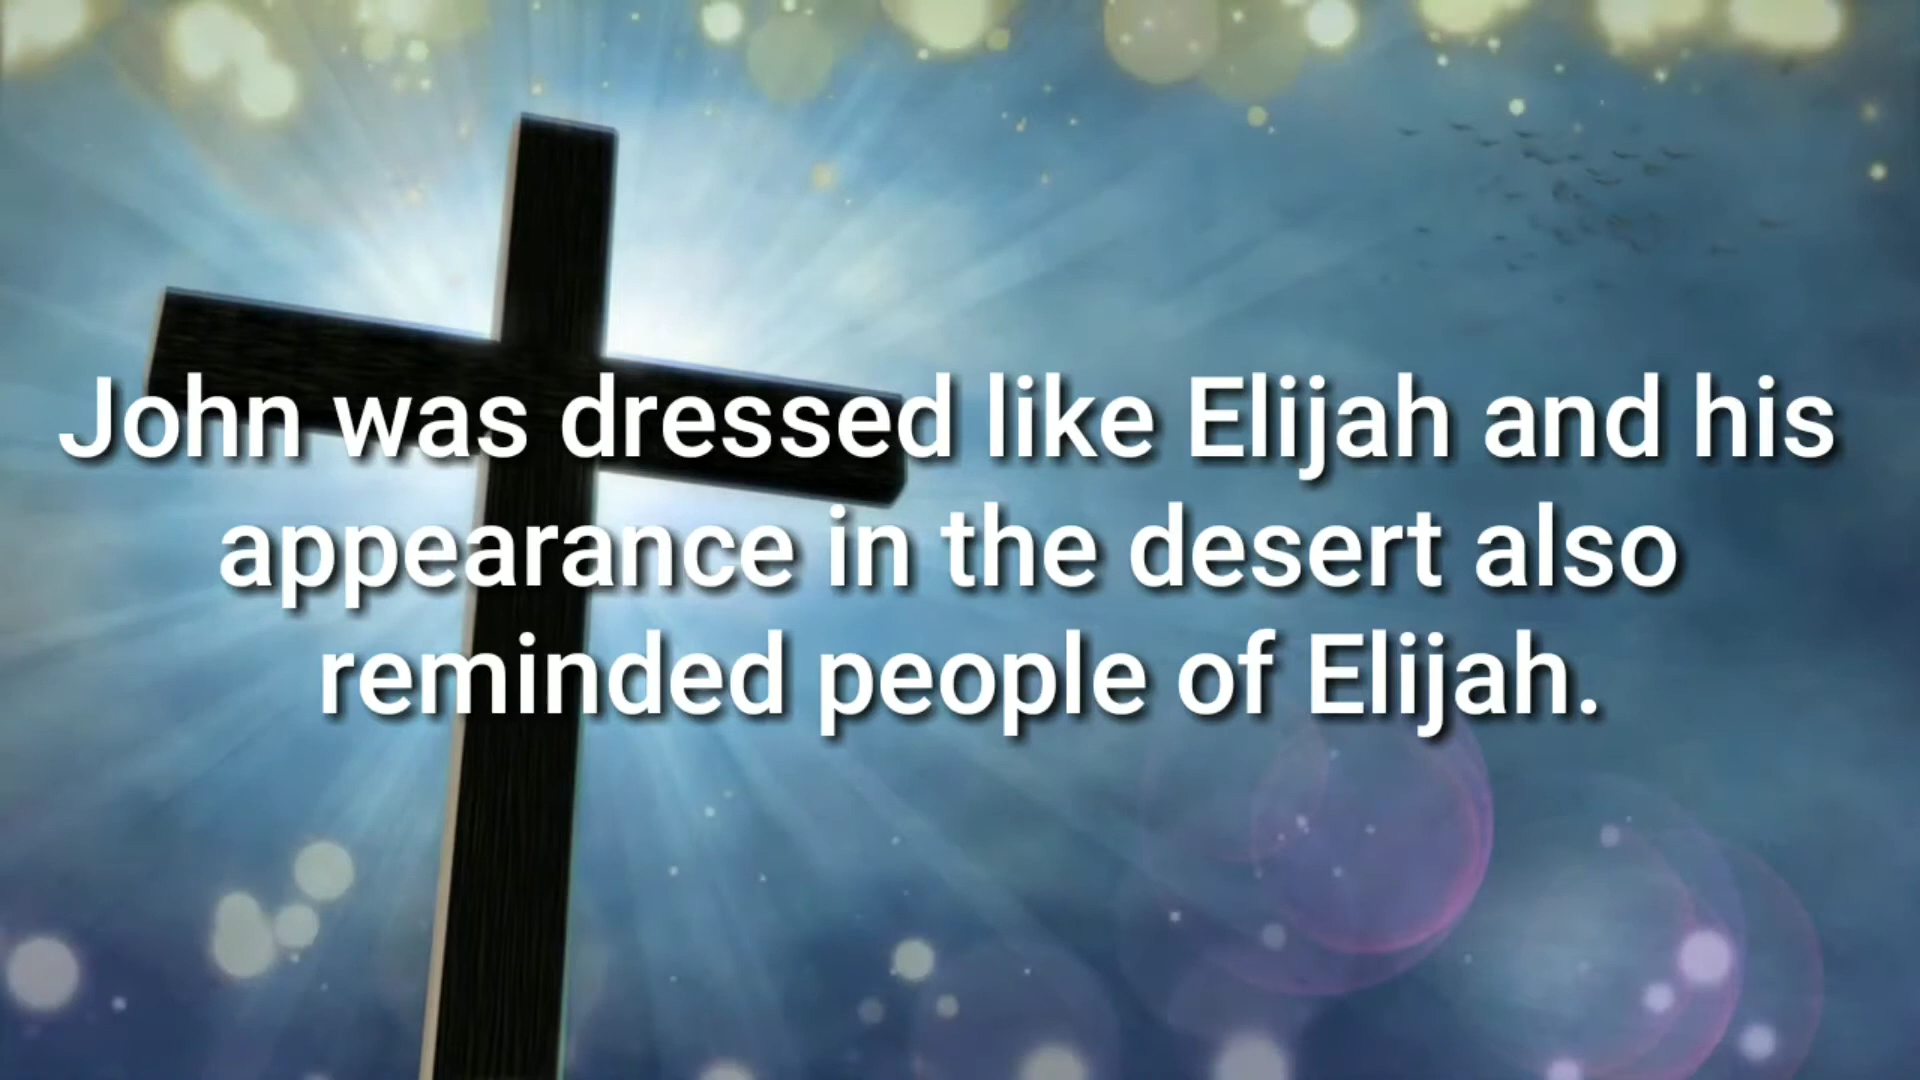 John was dressed like Elijah and his
appearance in the desert also
reminded people of Elijah.